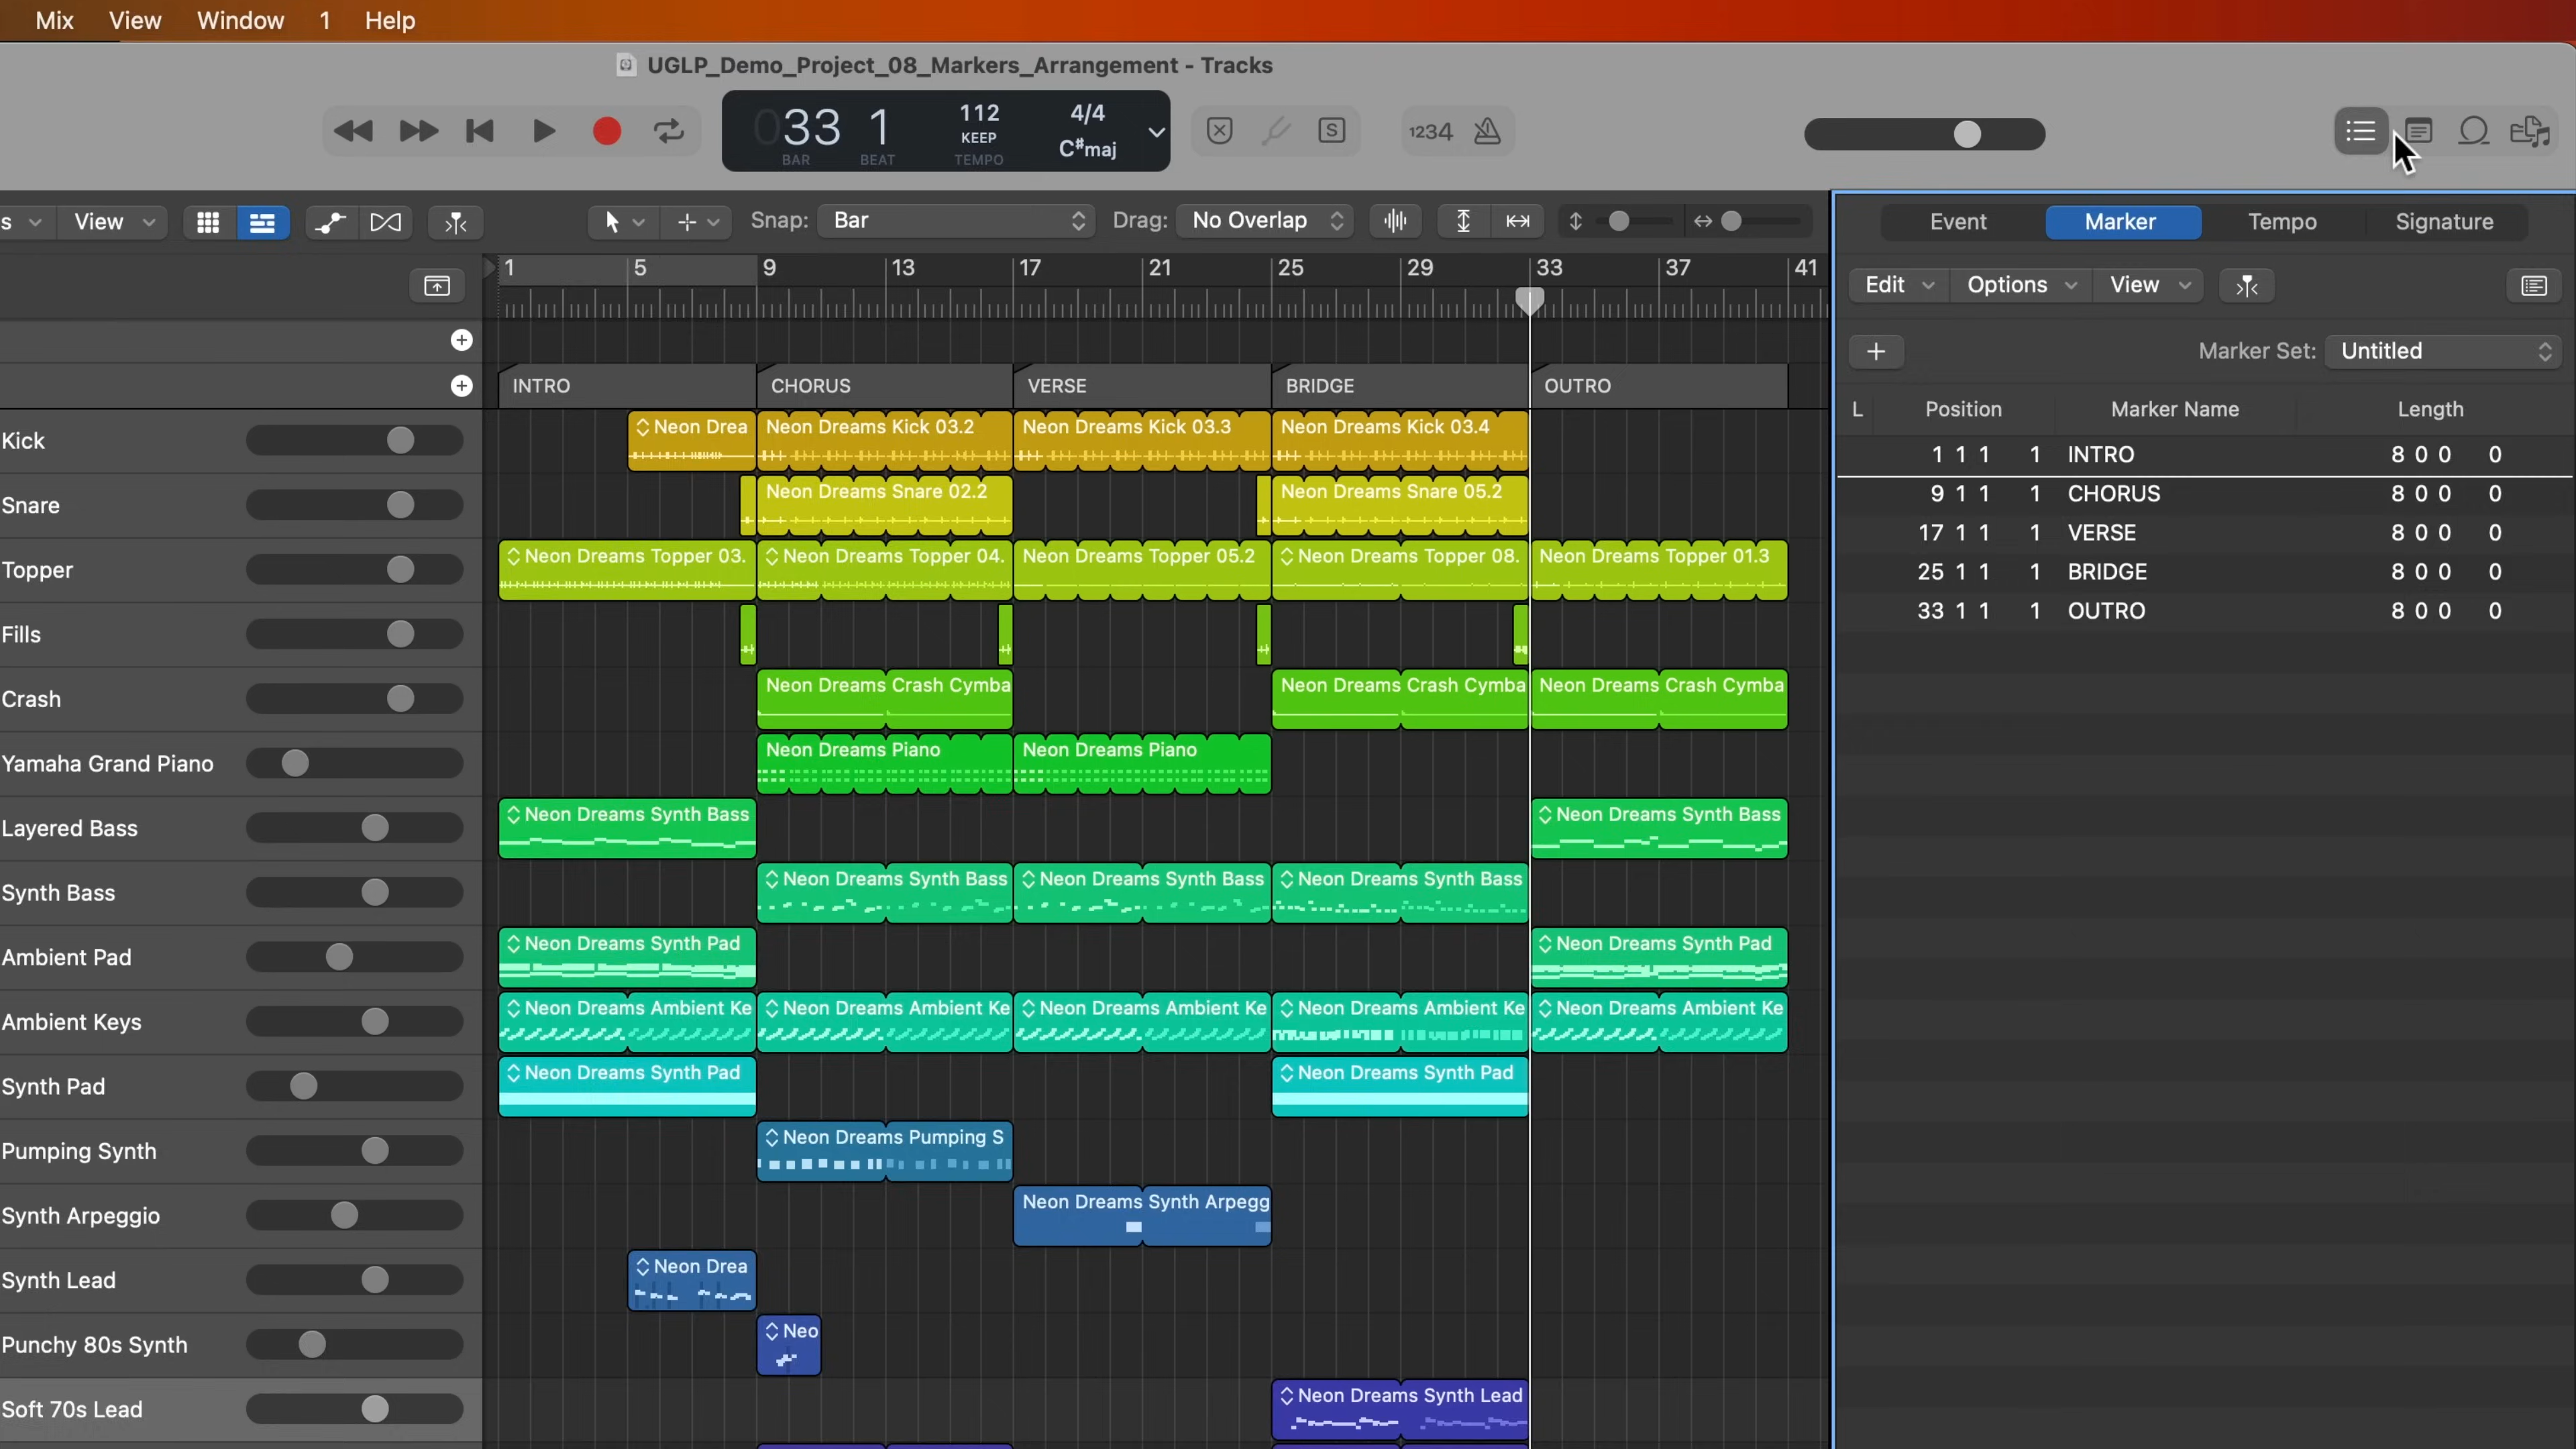 Mix View Window 1 Help
UGLP_Demo_Project_08_Markers_Arrangement - Tracks
033 1 112 4/4
KEEP C#maj
BAR BEAT TEMPO
S 1234
s View Snap: Bar Drag: No Overlap
Event Marker Tempo Signature
1 5 9 13 17 21 25 29 33 37 41
Edit Options View
Marker Set: Untitled
INTRO CHORUS VERSE BRIDGE OUTRO
L Position Marker Name Length
1 1 1 1 INTRO 8 0 0 0
9 1 1 1 CHORUS 8 0 0 0
17 1 1 1 VERSE 8 0 0 0
25 1 1 1 BRIDGE 8 0 0 0
33 1 1 1 OUTRO 8 0 0 0
Kick Neon Drea Neon Dreams Kick 03.2 Neon Dreams Kick 03.3 Neon Dreams Kick 03.4
Snare Neon Dreams Snare 02.2 Neon Dreams Snare 05.2
Topper Neon Dreams Topper 03. Neon Dreams Topper 04. Neon Dreams Topper 05.2 Neon Dreams Topper 08. Neon Dreams Topper 01.3
Fills
Crash Neon Dreams Crash Cymba Neon Dreams Crash Cymba Neon Dreams Crash Cymba
Yamaha Grand Piano Neon Dreams Piano Neon Dreams Piano
Layered Bass Neon Dreams Synth Bass Neon Dreams Synth Bass
Synth Bass Neon Dreams Synth Bass Neon Dreams Synth Bass Neon Dreams Synth Bass
Ambient Pad Neon Dreams Synth Pad Neon Dreams Synth Pad
Ambient Keys Neon Dreams Ambient Ke Neon Dreams Ambient Ke Neon Dreams Ambient Ke Neon Dreams Ambient Ke Neon Dreams Ambient Ke
Synth Pad Neon Dreams Synth Pad Neon Dreams Synth Pad
Pumping Synth Neon Dreams Pumping S
Synth Arpeggio Neon Dreams Synth Arpegg
Synth Lead Neon Drea
Punchy 80s Synth Neo
Soft 70s Lead Neon Dreams Synth Lead